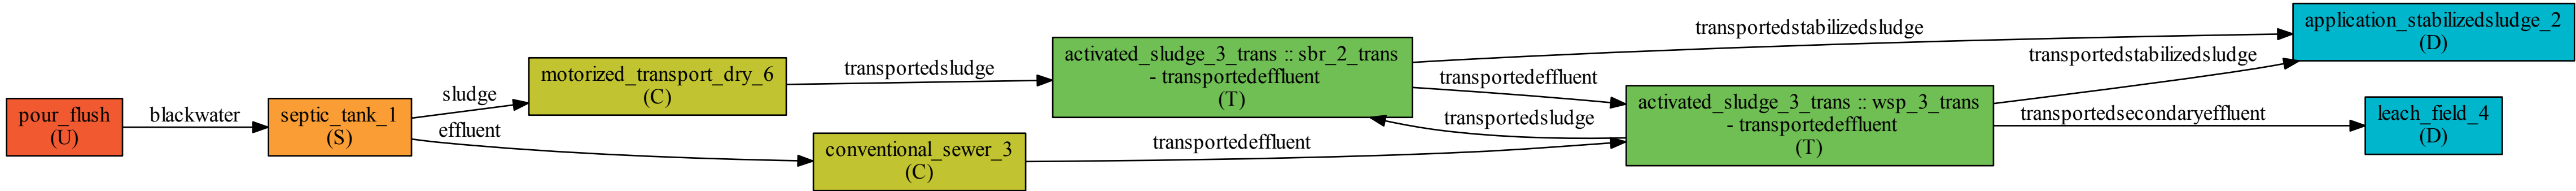 pour_flush
(U)
blackwater
septic_tank_1
(S)
sludge
effluent
motorized_transport_dry_6
(C)
conventional_sewer_3
(C)
transportedsludge
transportedeffluent
activated_sludge_3_trans :: sbr_2_trans
- transportedeffluent
(T)
transportedstabilizedsludge
transportedeffluent
transportedsludge
activated_sludge_3_trans :: wsp_3_trans
- transportedeffluent
(T)
transportedstabilizedsludge
transportedsecondaryeffluent
application_stabilizedsludge_2
(D)
leach_field_4
(D)